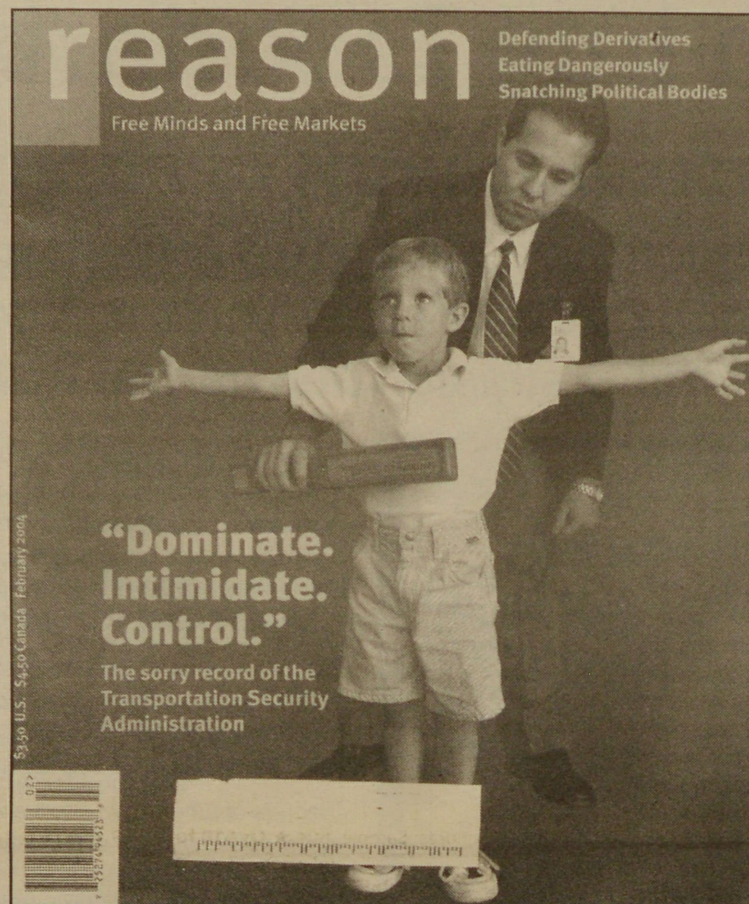 reason
Free Minds and Free Markets
Defending Derivatives
Eating Dangerously
Snatching Political Bodies
“Dominate.
Intimidate.
Control.”
The sorry record of the
Transportation Security
Administration
$3.50 U.S. $4.50 Canada February 2004
02>